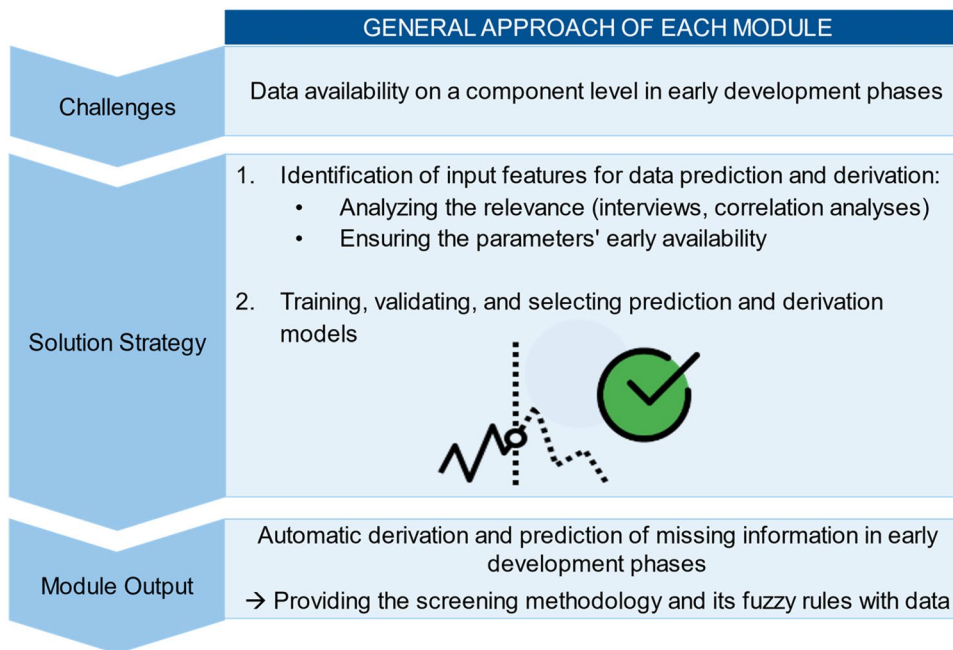 GENERAL APPROACH OF EACH MODULE
Challenges
Data availability on a component level in early development phases
Solution Strategy
1. Identification of input features for data prediction and derivation:
• Analyzing the relevance (interviews, correlation analyses)
• Ensuring the parameters' early availability
2. Training, validating, and selecting prediction and derivation
models
Module Output
Automatic derivation and prediction of missing information in early
development phases
→ Providing the screening methodology and its fuzzy rules with data